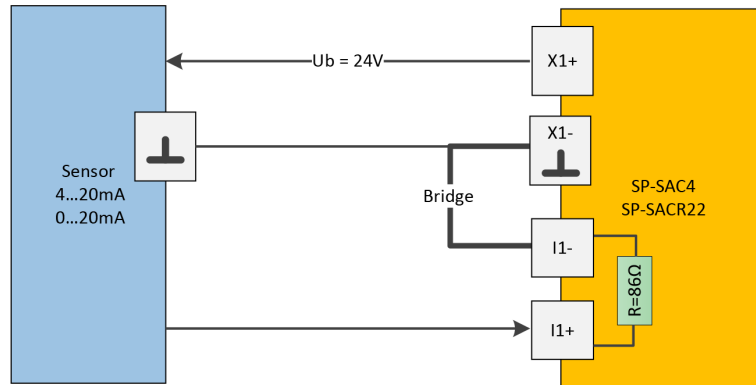 Ub = 24V
X1+
X1-
Sensor
4...20mA
0...20mA
Bridge
SP-SAC4
SP-SACR22
I1-
R=86Ω
I1+